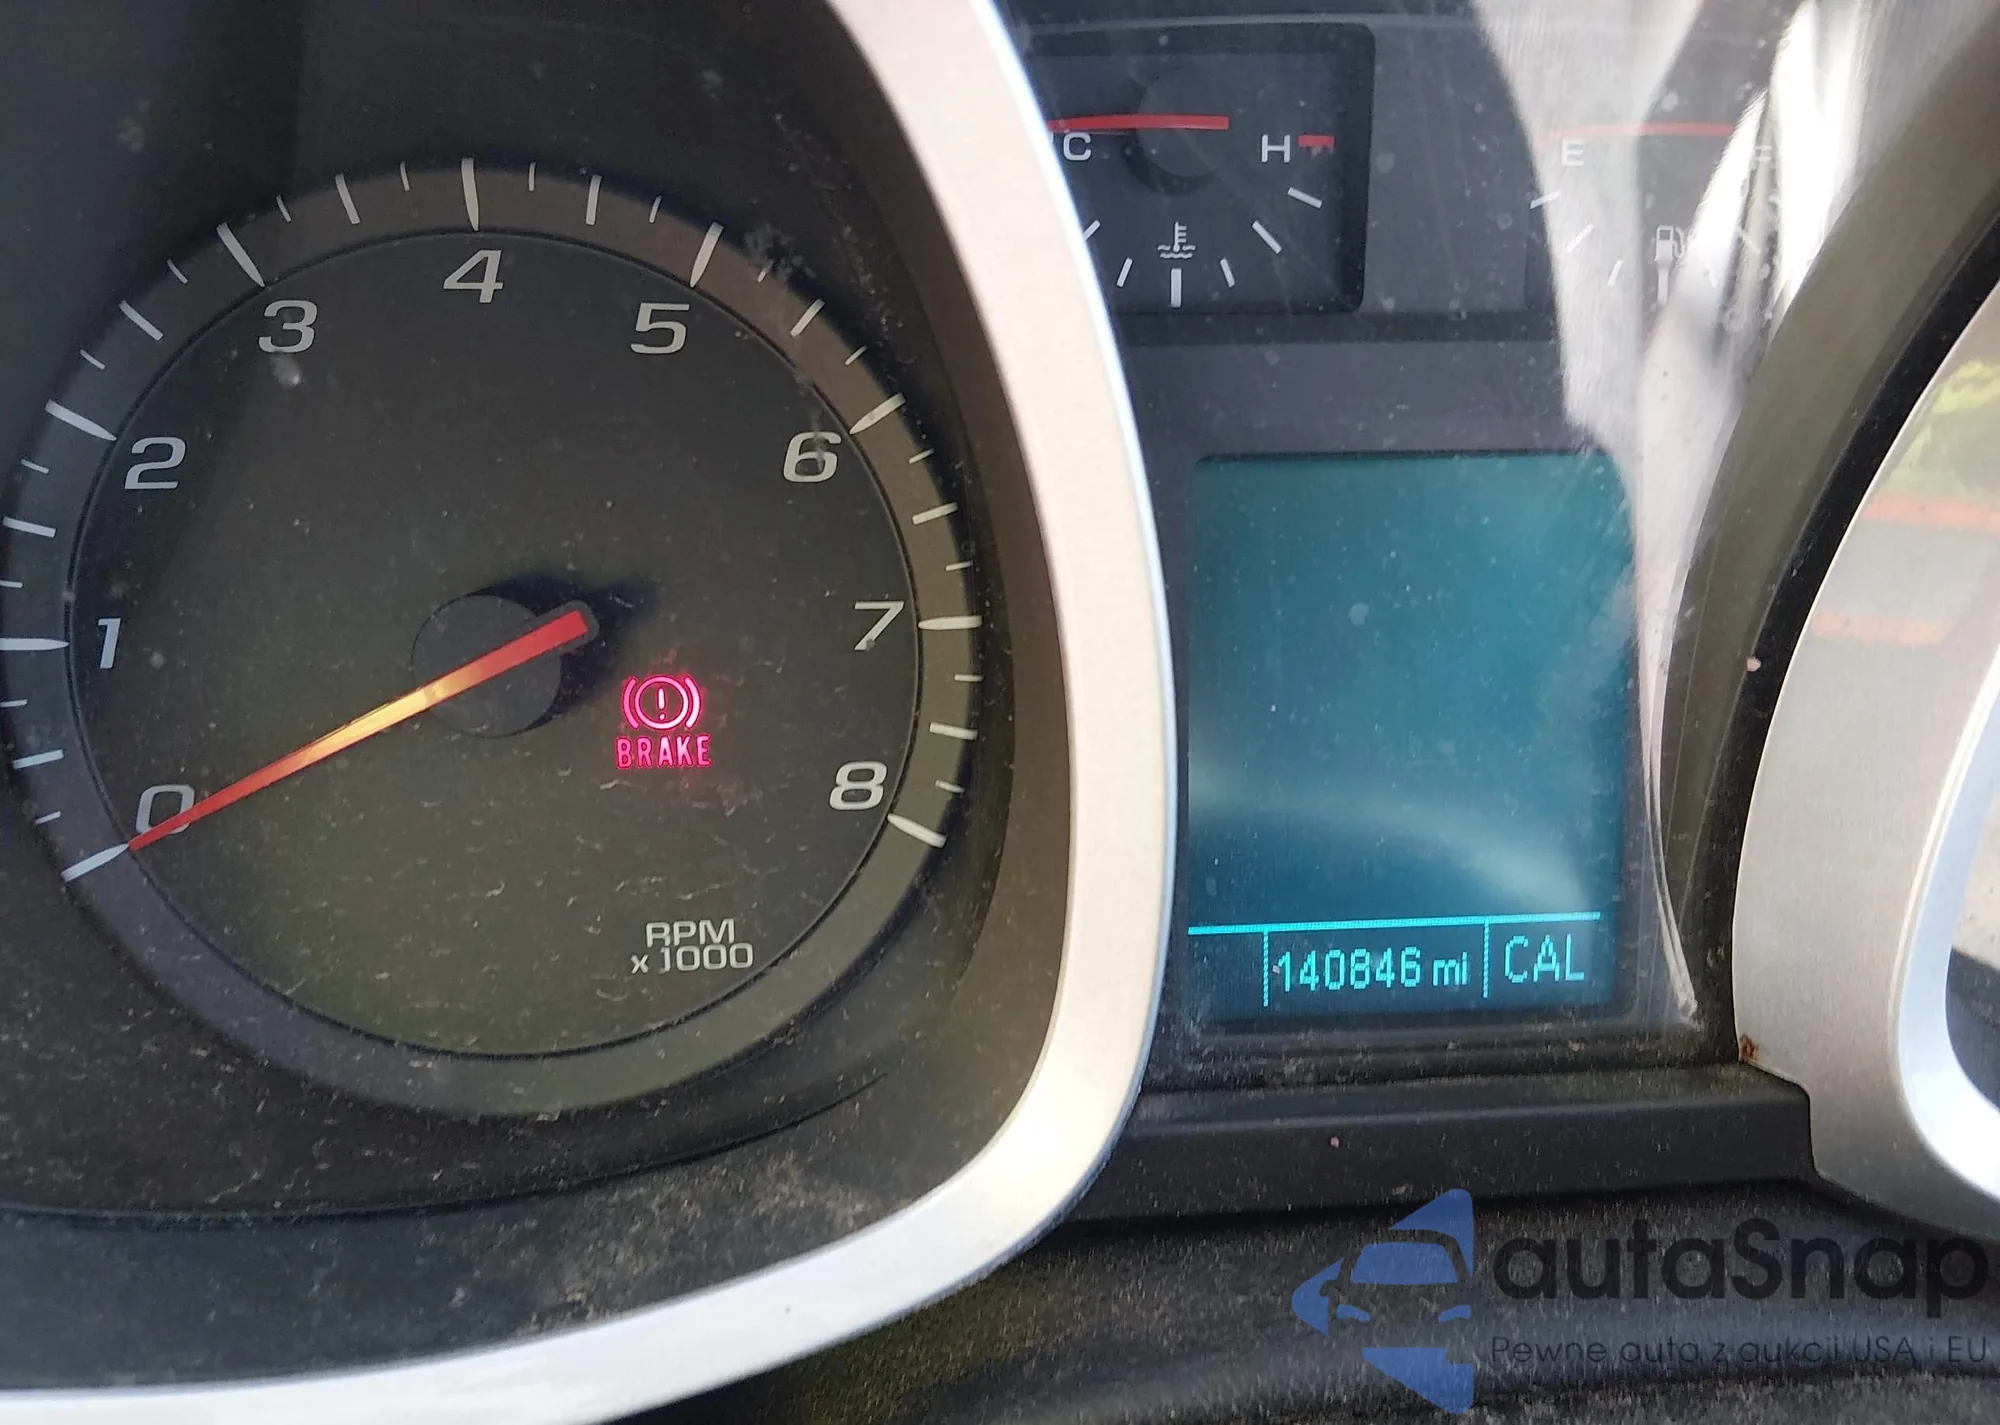 C H
E F
0 1 2 3 4 5 6 7 8
BRAKE
RPM
x 1000
140846 mi CAL
autaSnap
Pewne auta z aukcji USA i EU